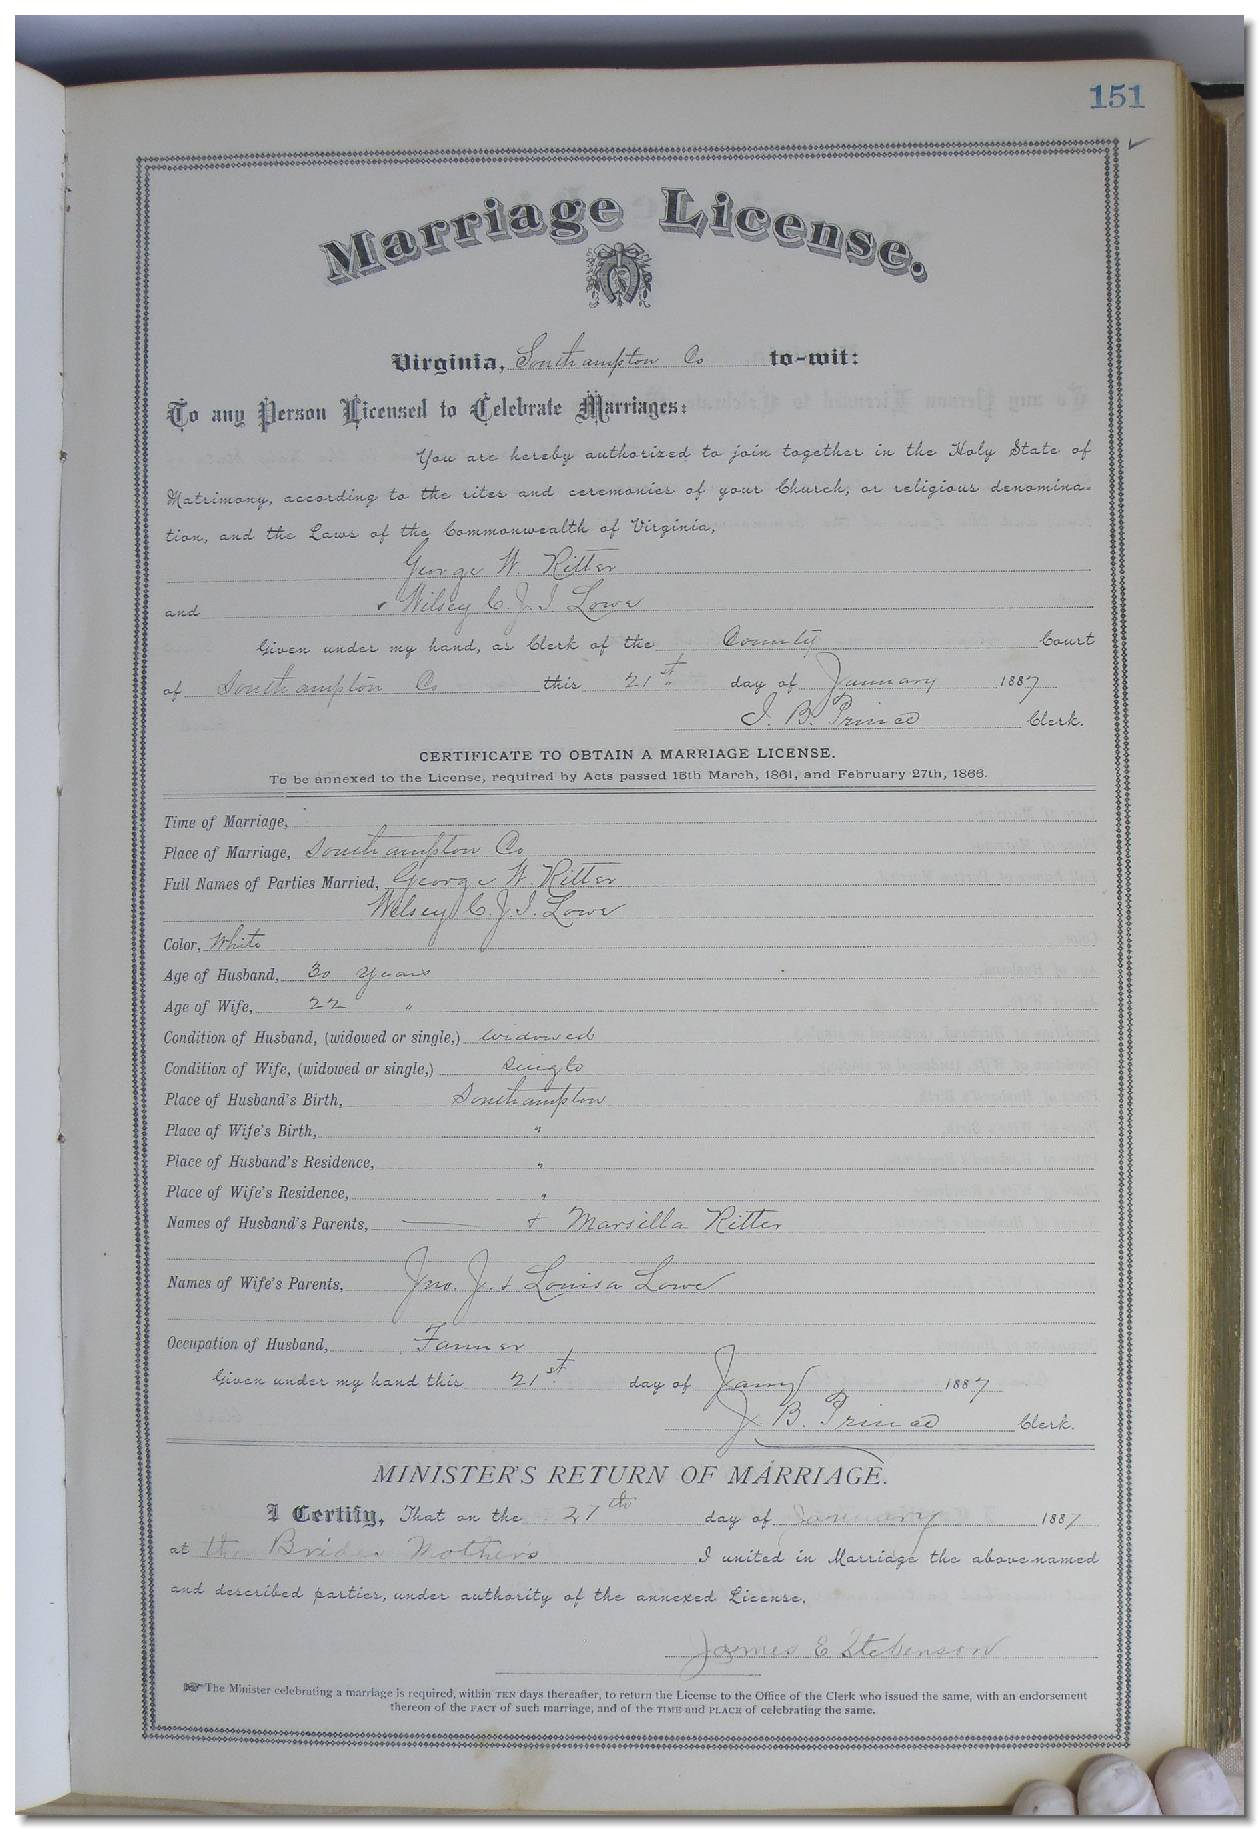 151
Marriage License.
Virginia, Southampton Co to-wit:
To any Person Licensed to Celebrate Marriages:
You are hereby authorized to join together in the Holy State of
Matrimony, according to the rites and ceremonies of your Church, or religious denomina-
tion, and the Laws of the Commonwealth of Virginia,
George W. Ritter
and Wilsey C. J. I. Lowe
Given under my hand, as Clerk of the County Court
of Southampton Co this 21st day of January 1887
J. B. Prince Clerk.
CERTIFICATE TO OBTAIN A MARRIAGE LICENSE.
To be annexed to the License, required by Acts passed 15th March, 1861, and February 27th, 1866.
Time of Marriage,
Place of Marriage, Southampton Co
Full Names of Parties Married, George W. Ritter
Wilsey C. J. I. Lowe
Color, White
Age of Husband, 30 years
Age of Wife, 22 "
Condition of Husband, (widowed or single,) widowed
Condition of Wife, (widowed or single,) single
Place of Husband's Birth, Southampton
Place of Wife's Birth, "
Place of Husband's Residence, "
Place of Wife's Residence, "
Names of Husband's Parents, — & Marsilla Ritter
Names of Wife's Parents, Jno. J. & Louisa Lowe
Occupation of Husband, Farmer
Given under my hand this 21st day of Jany 1887
J. B. Prince Clerk.
MINISTER'S RETURN OF MARRIAGE.
I Certify, That on the 27th day of January 1887
at the Brides Mothers I united in Marriage the above-named
and described parties, under authority of the annexed License.
James E Stephenson
The Minister celebrating a marriage is required, within TEN days thereafter, to return the License to the Office of the Clerk who issued the same, with an endorsement
thereon of the FACT of such marriage, and of the TIME and PLACE of celebrating the same.